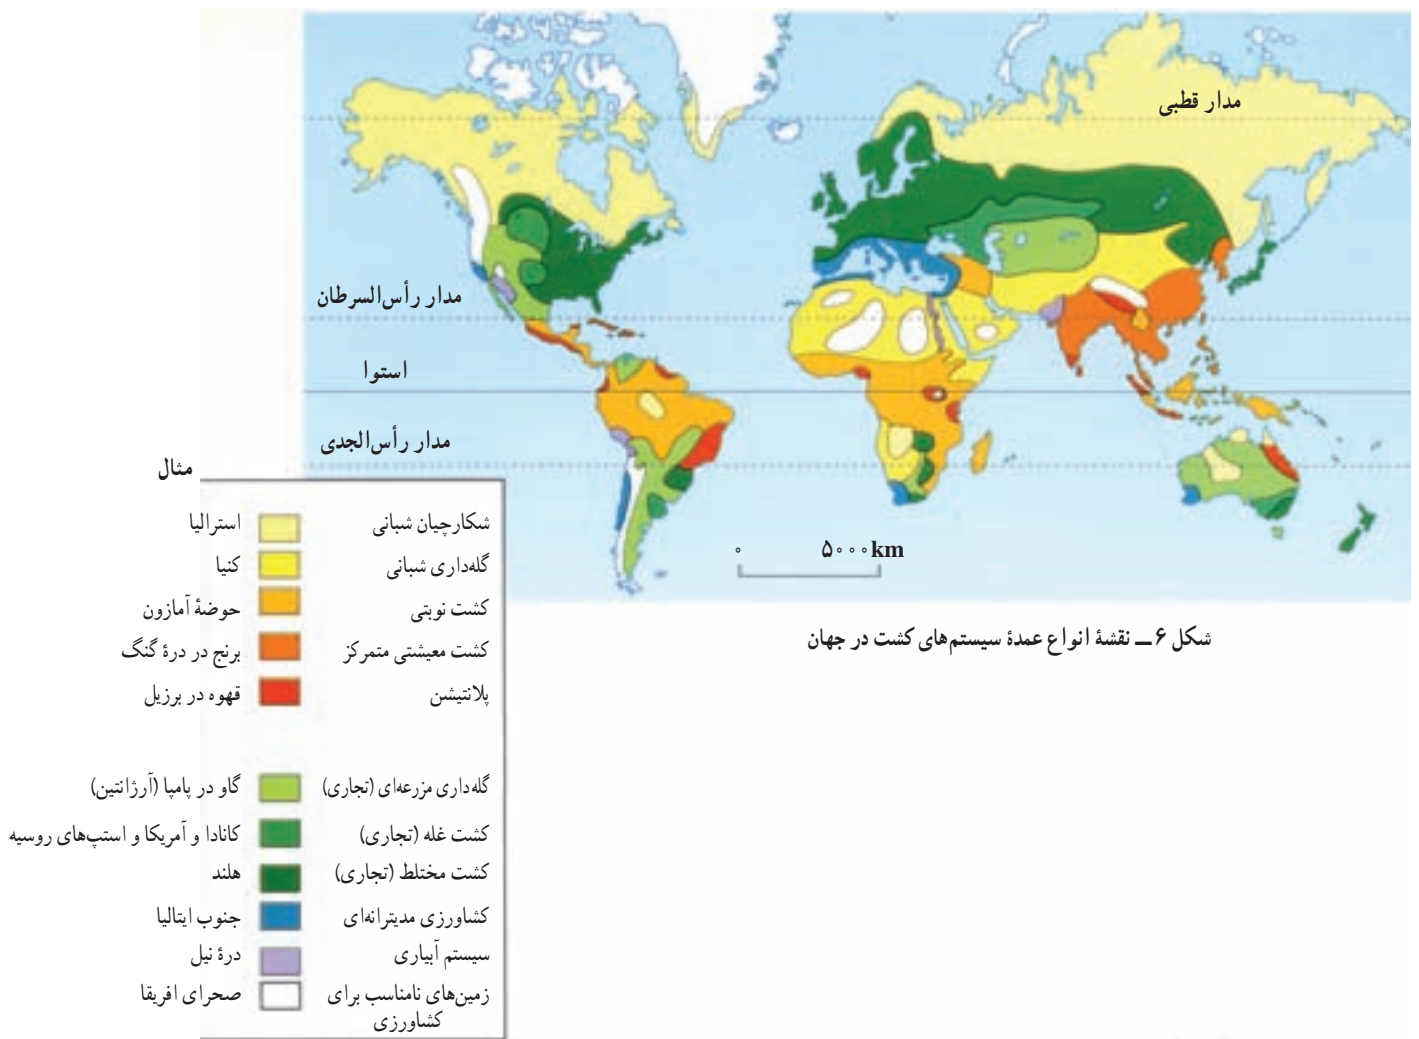 مدار قطبی
مدار رأس‌السرطان
استوا
مدار رأس‌الجدی
۰ ۵۰۰۰km
شکل ۶ــ نقشهٔ انواع عمدهٔ سیستم‌های کشت در جهان
مثال
شکارچیان شبانی استرالیا
گله‌داری شبانی کنیا
کشت نوبتی حوضهٔ آمازون
کشت معیشتی متمرکز برنج در درهٔ گنگ
پلانتیشن قهوه در برزیل
گله‌داری مزرعه‌ای (تجاری) گاو در پامپا (آرژانتین)
کشت غله (تجاری) کانادا و آمریکا و استپ‌های روسیه
کشت مختلط (تجاری) هلند
کشاورزی مدیترانه‌ای جنوب ایتالیا
سیستم آبیاری درهٔ نیل
زمین‌های نامناسب برای صحرای افریقا
کشاورزی